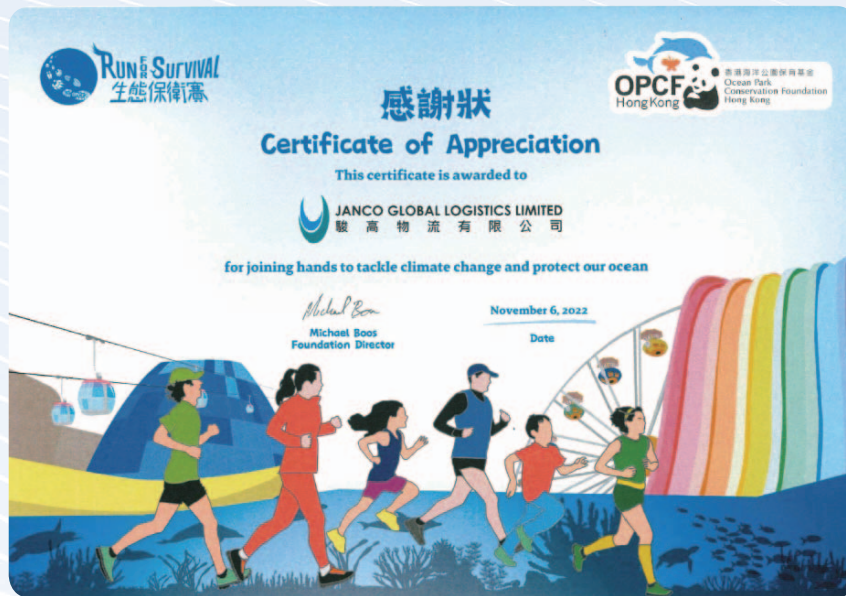 RUN FOR SURVIVAL
生態保衛賽
OPCF
HongKong
香港海洋公園保育基金
Ocean Park
Conservation Foundation
Hong Kong
感謝狀
Certificate of Appreciation
This certificate is awarded to
JANCO GLOBAL LOGISTICS LIMITED
駿高物流有限公司
for joining hands to tackle climate change and protect our ocean
Michael Boos
Michael Boos
Foundation Director
November 6, 2022
Date